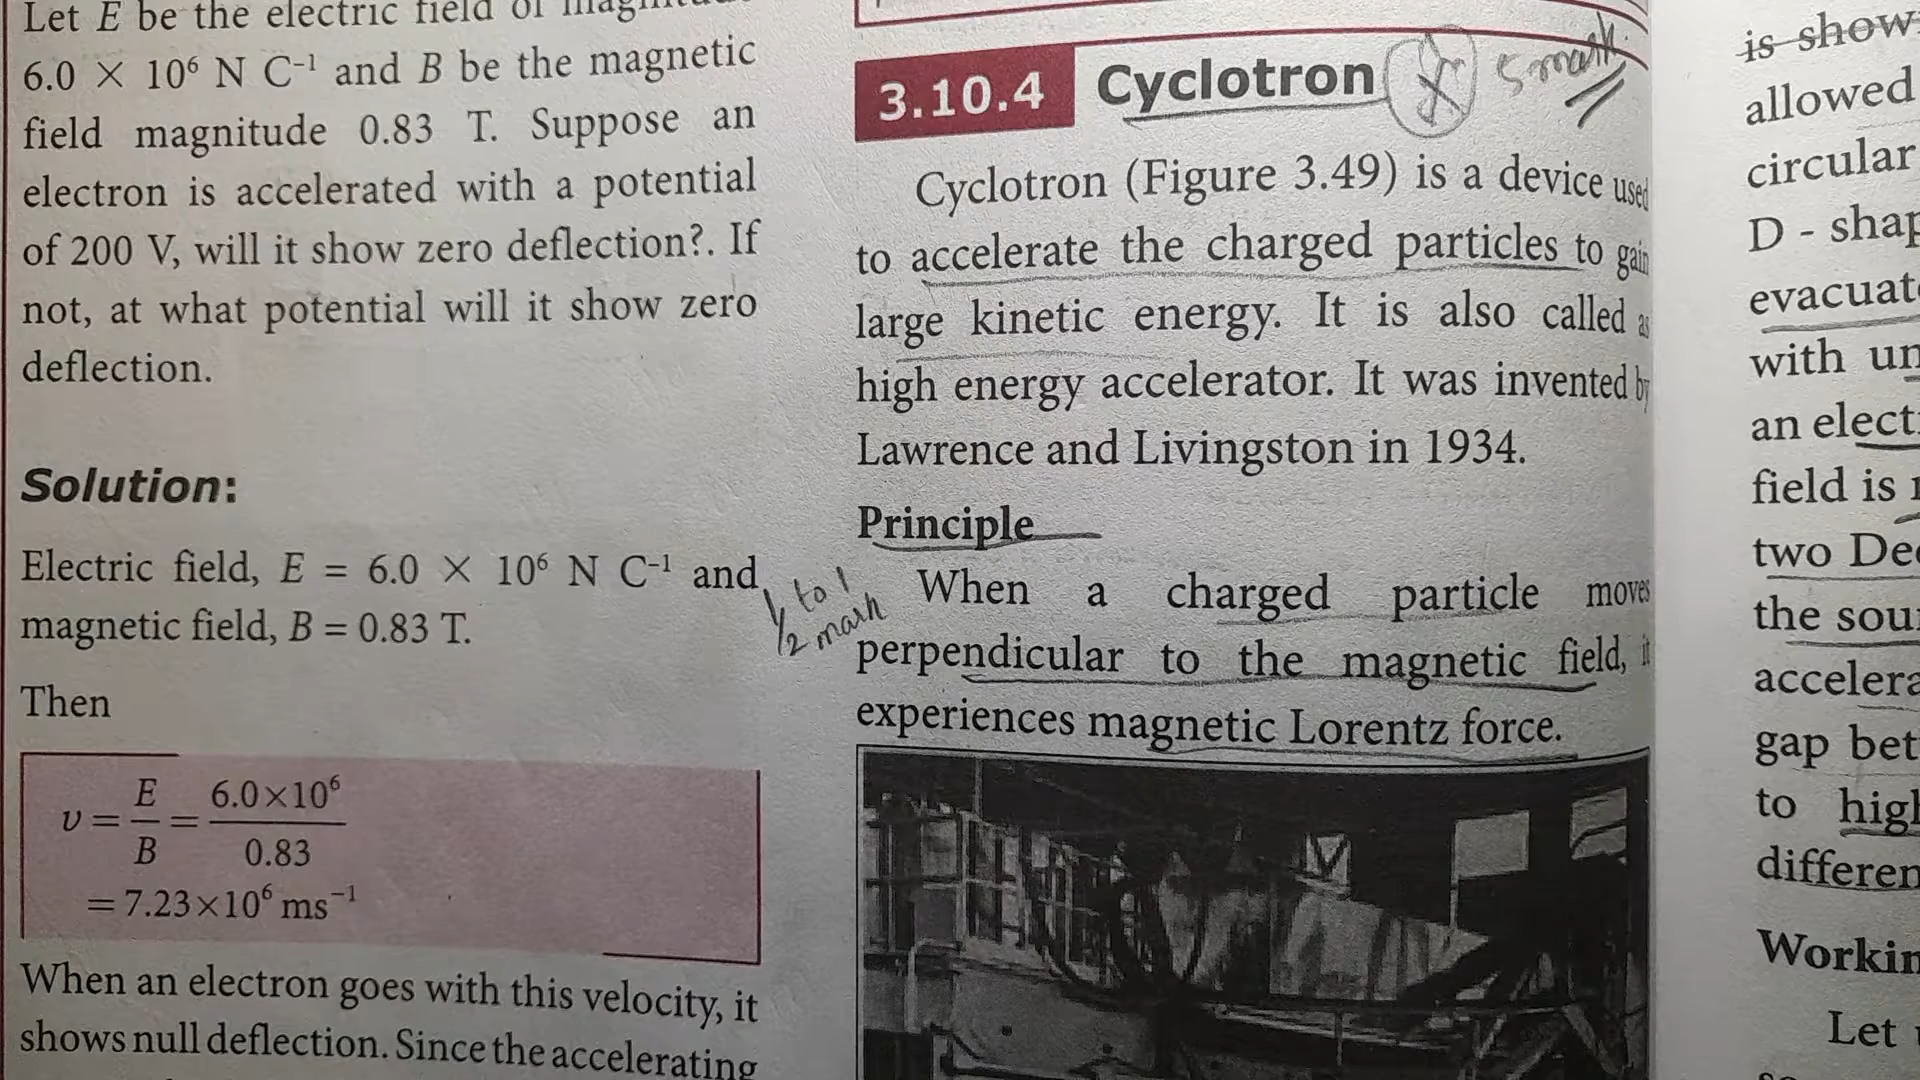 Let E be the electric field of magnitude
6.0 × 10⁶ N C⁻¹ and B be the magnetic
field magnitude 0.83 T. Suppose an
electron is accelerated with a potential
of 200 V, will it show zero deflection?. If
not, at what potential will it show zero
deflection.
Solution:
Electric field, E = 6.0 × 10⁶ N C⁻¹ and
magnetic field, B = 0.83 T.
Then
v = E/B = 6.0×10⁶/0.83
= 7.23×10⁶ ms⁻¹
When an electron goes with this velocity, it
shows null deflection. Since the accelerating
3.10.4 Cyclotron 5 mark
Cyclotron (Figure 3.49) is a device used
to accelerate the charged particles to gain
large kinetic energy. It is also called as
high energy accelerator. It was invented by
Lawrence and Livingston in 1934.
Principle
½ to 1
mark
When a charged particle moves
perpendicular to the magnetic field, it
experiences magnetic Lorentz force.
is show
allowed
circular
D - shap
evacuate
with un
an elect
field is
two Dee
the sour
accelera
gap bet
to high
differen
Workin
Let